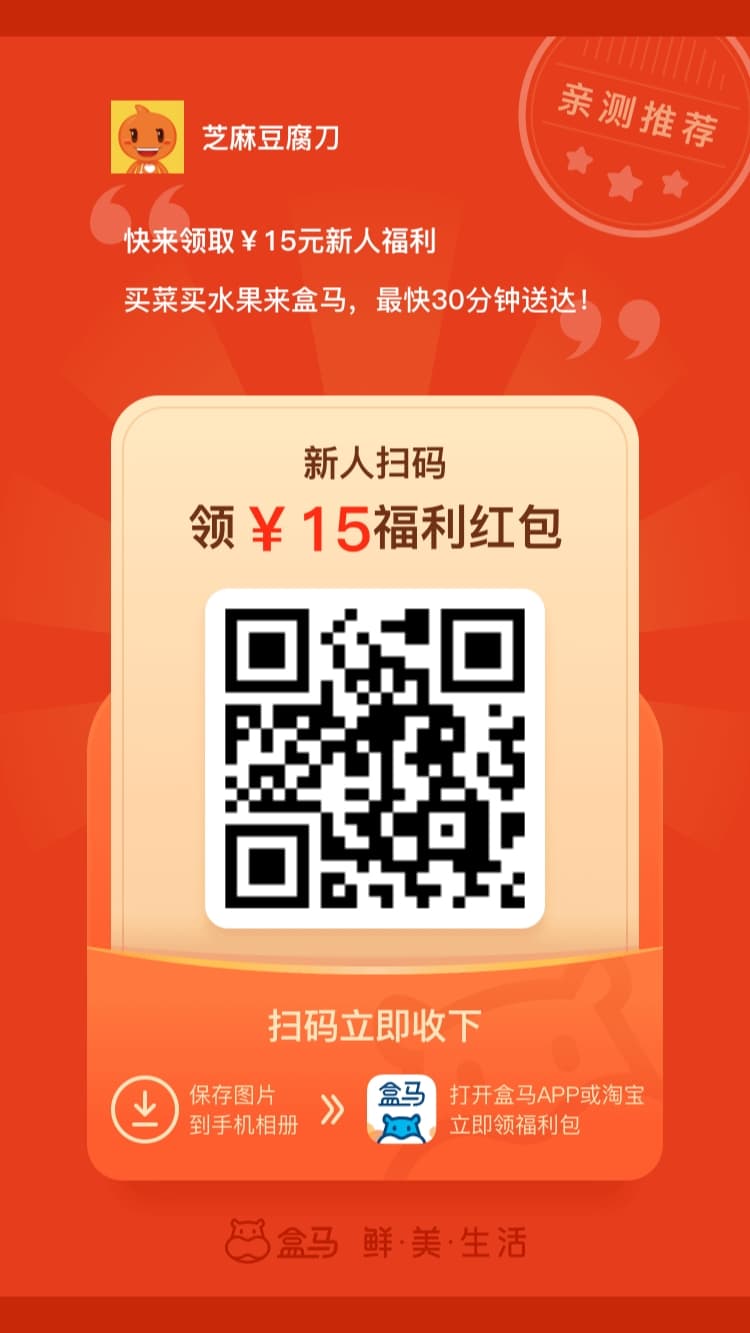 亲测推荐
芝麻豆腐刀
快来领取￥15元新人福利
买菜买水果来盒马，最快30分钟送达！
新人扫码
领￥15福利红包
扫码立即收下
保存图片
到手机相册
盒马
打开盒马APP或淘宝
立即领福利包
盒马 鲜·美·生活